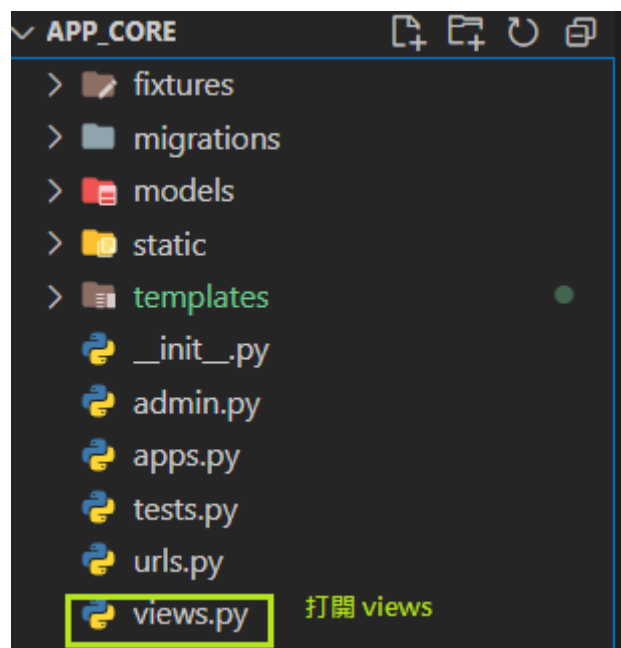 APP_CORE
fixtures
migrations
models
static
templates
__init__.py
admin.py
apps.py
tests.py
urls.py
views.py 打開 views